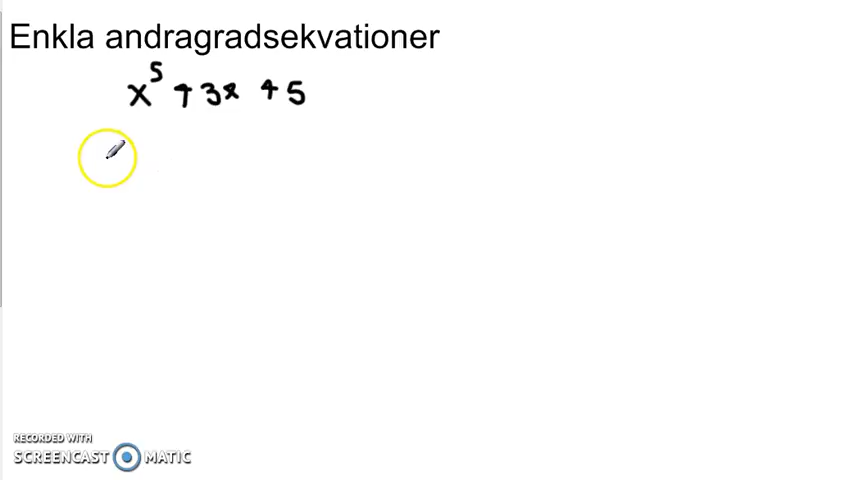 Enkla andragradsekvationer
x⁵ + 3x + 5
RECORDED WITH
SCREENCAST MATIC